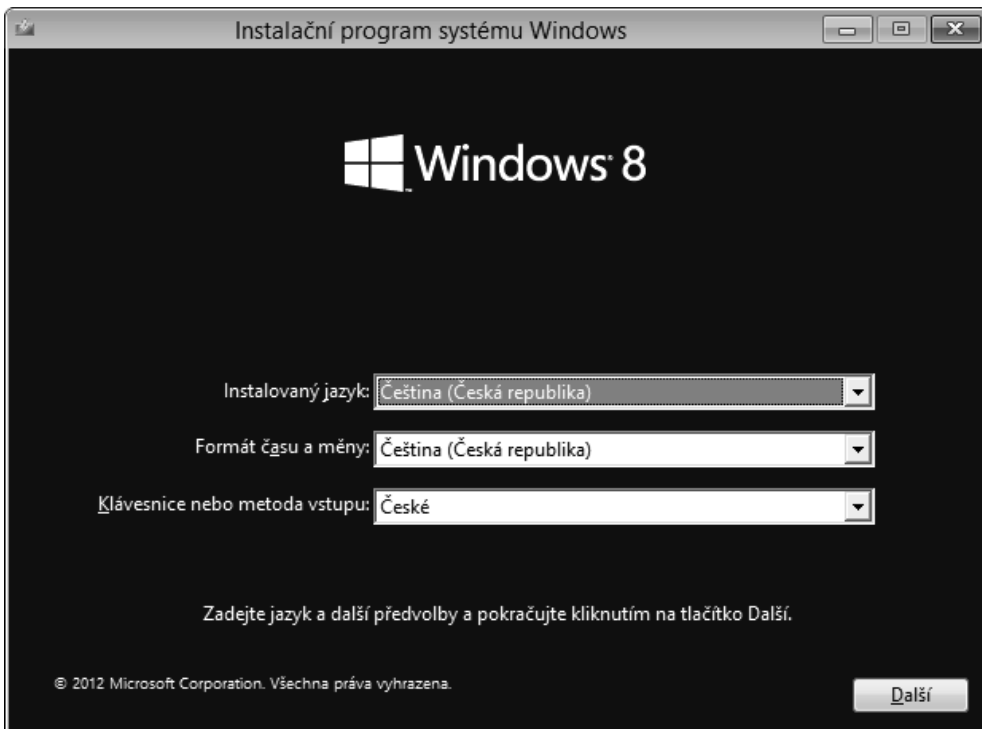 Instalační program systému Windows
Windows 8
Instalovaný jazyk: Čeština (Česká republika)
Formát času a měny: Čeština (Česká republika)
Klávesnice nebo metoda vstupu: České
Zadejte jazyk a další předvolby a pokračujte kliknutím na tlačítko Další.
© 2012 Microsoft Corporation. Všechna práva vyhrazena.
Další